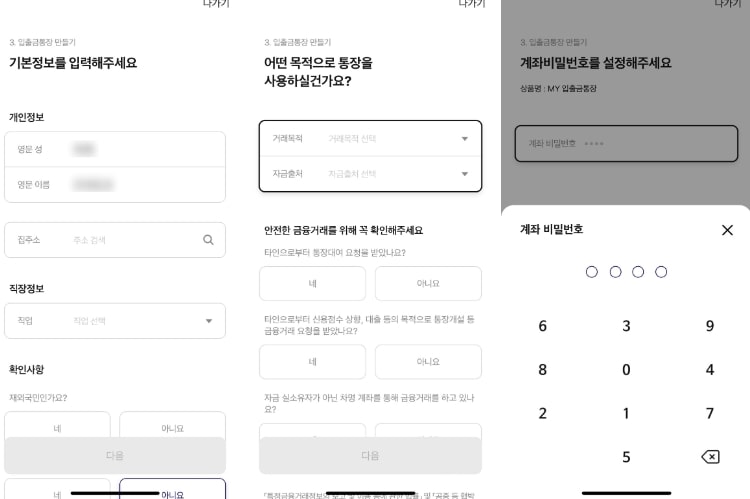 나가기
3. 입출금통장 만들기
기본정보를 입력해주세요
개인정보
영문 성
영문 이름
집주소 주소 검색
직장정보
직업 직업 선택
확인사항
재외국민인가요?
네 아니요
다음
네 아니요
나가기
3. 입출금통장 만들기
어떤 목적으로 통장을
사용하실건가요?
거래목적 거래목적 선택
자금출처 자금출처 선택
안전한 금융거래를 위해 꼭 확인해주세요
타인으로부터 통장대여 요청을 받았나요?
네 아니요
타인으로부터 신용점수 상향, 대출 등의 목적으로 통장개설 등
금융거래 요청을 받았나요?
네 아니요
자금 실소유자가 아닌 차명 계좌를 통해 금융거래를 하고 있나
요?
다음
나가기
3. 입출금통장 만들기
계좌비밀번호를 설정해주세요
상품명 : MY 입출금통장
계좌 비밀번호
계좌 비밀번호
6 3 9
8 0 4
2 1 7
5